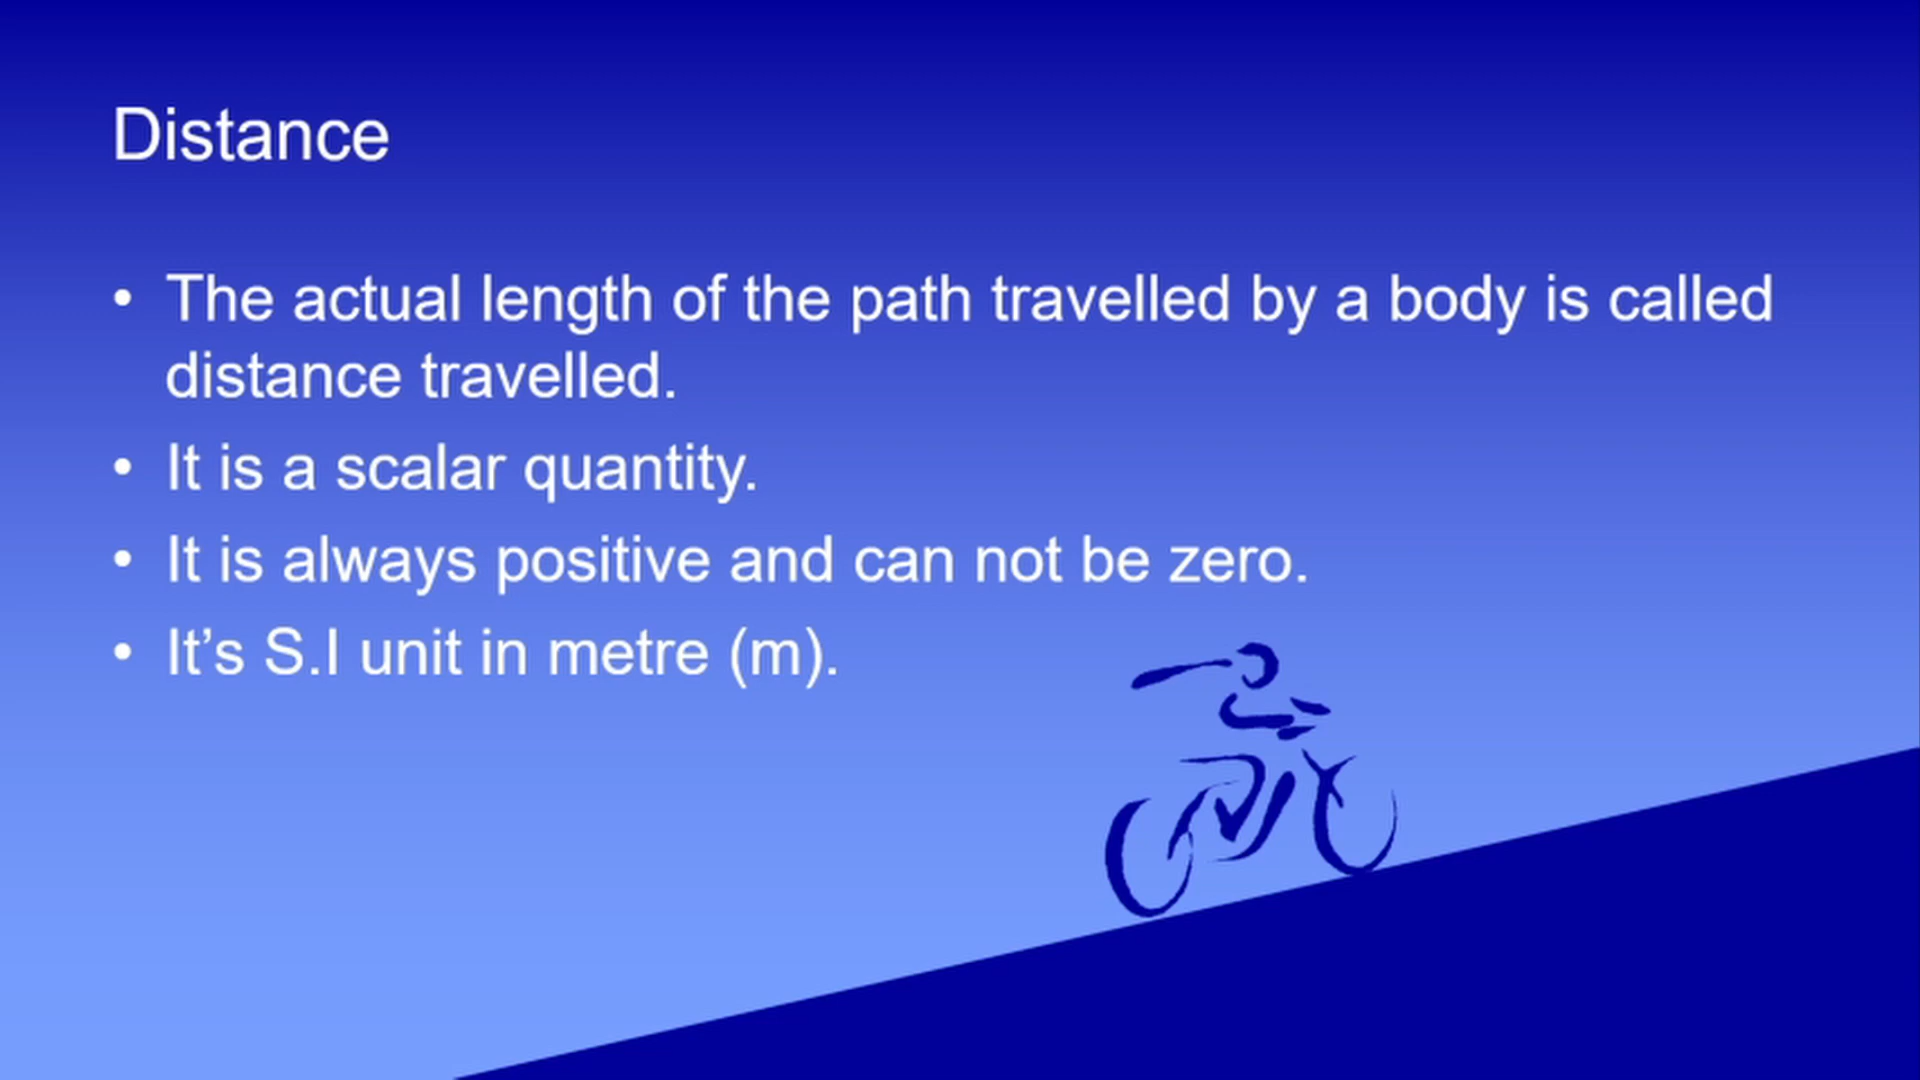 Distance
• The actual length of the path travelled by a body is called
distance travelled.
• It is a scalar quantity.
• It is always positive and can not be zero.
• It’s S.I unit in metre (m).